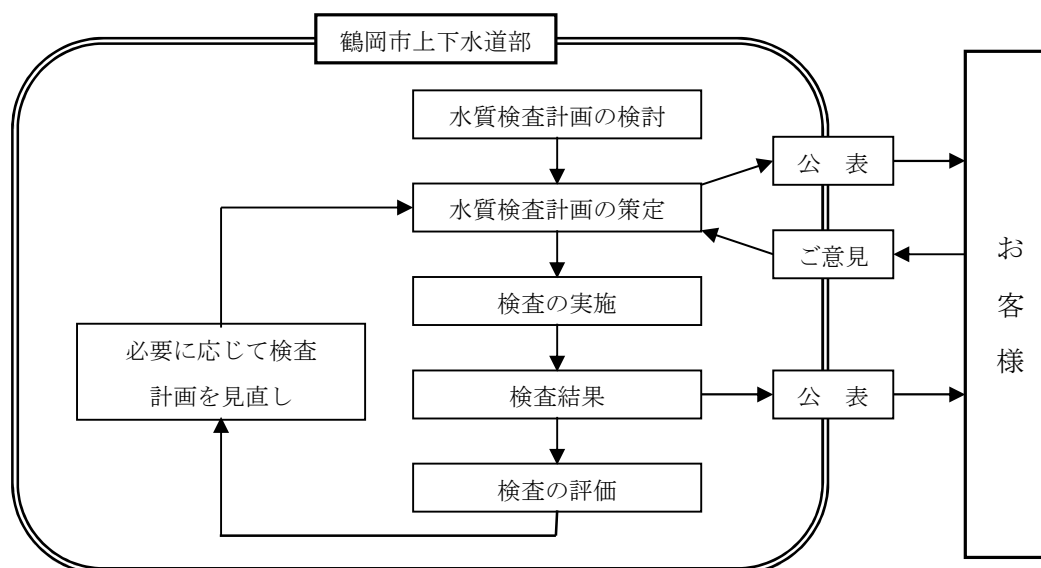 鶴岡市上下水道部
水質検査計画の検討
公　表
水質検査計画の策定
ご意見
お客様
検査の実施
必要に応じて検査
計画を見直し
検査結果
公　表
検査の評価